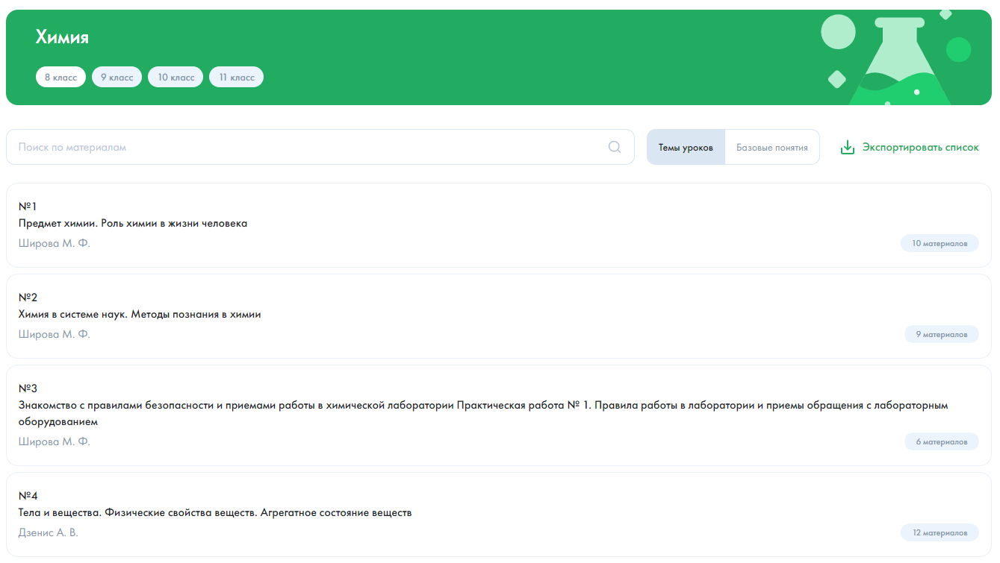 Химия
8 класс 9 класс 10 класс 11 класс
Поиск по материалам Темы уроков Базовые понятия Экспортировать список
№1
Предмет химии. Роль химии в жизни человека
Широва М. Ф. 10 материалов
№2
Химия в системе наук. Методы познания в химии
Широва М. Ф. 9 материалов
№3
Знакомство с правилами безопасности и приемами работы в химической лаборатории Практическая работа № 1. Правила работы в лаборатории и приемы обращения с лабораторным
оборудованием
Широва М. Ф. 6 материалов
№4
Тела и вещества. Физические свойства веществ. Агрегатное состояние веществ
Дзенис А. В. 12 материалов